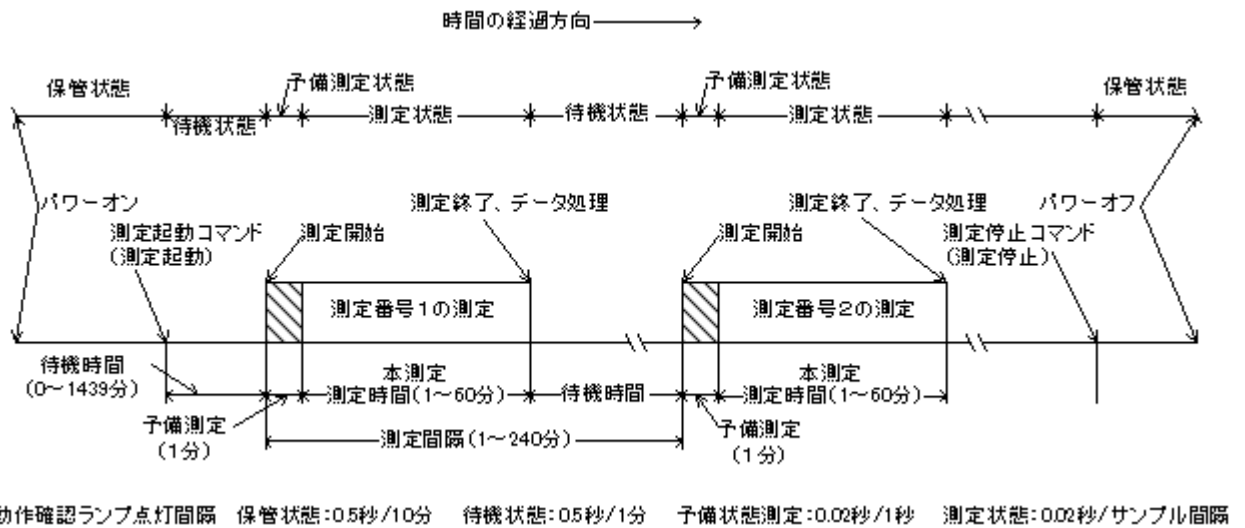 時間の経過方向
保管状態
子備測定状態
子備測定状態
保管状態
待機状態
測定状態
待機状態
測定状態
パワーオン
測定終了、データ処理
測定終了、データ処理
パワーオフ
測定起動コマンド
(測定起動)
測定開始
測定開始
測定停止コマンド
(測定停止)
測定番号1の測定
測定番号2の測定
待機時間
(0～1439分)
本測定
測定時間(1～60分)
待機時間
本測定
測定時間(1～60分)
子備測定
(1分)
測定間隔(1～240分)
子備測定
(1分)
動作確認ランプ点灯間隔 保管状態:0.5秒/10分 待機状態:0.5秒/1分 子備状態測定:0.02秒/1秒 測定状態:0.02秒/サンプル間隔